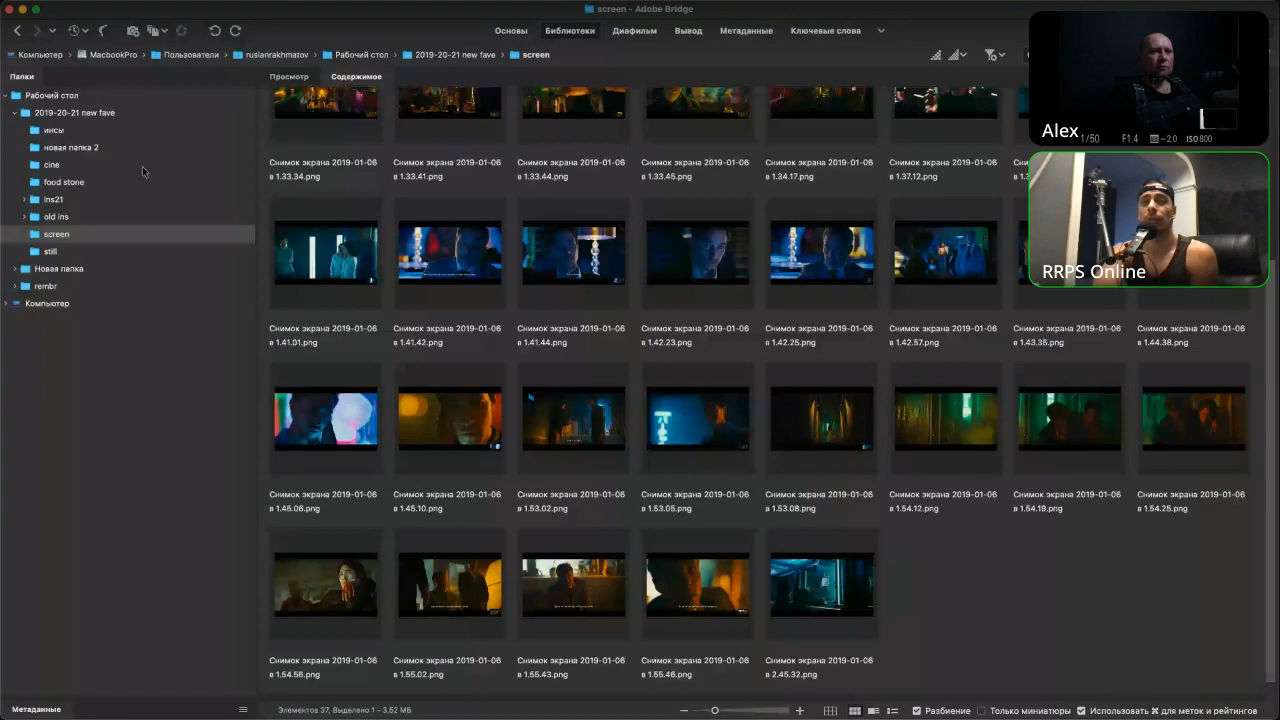 screen - Adobe Bridge
Основы Библиотеки Диафильм Вывод Метаданные Ключевые слова
Компьютер MacbookPro Пользователи ruslanrakhmatov Рабочий стол 2019-20-21 new fave screen
Папки
Просмотр Содержимое
Рабочий стол
2019-20-21 new fave
инсы
новая папка 2
cine
food stone
ins21
old ins
screen
still
Новая папка
rembr
Компьютер
Alex
1/50 F1.4 −2.0 ISO800
RRPS Online
Снимок экрана 2019-01-06 Снимок экрана 2019-01-06 Снимок экрана 2019-01-06 Снимок экрана 2019-01-06 Снимок экрана 2019-01-06 Снимок экрана 2019-01-06 Снимок экрана
в 1.33.34.png в 1.33.41.png в 1.33.44.png в 1.33.45.png в 1.34.17.png в 1.37.12.png
Снимок экрана 2019-01-06 Снимок экрана 2019-01-06 Снимок экрана 2019-01-06 Снимок экрана 2019-01-06 Снимок экрана 2019-01-06 Снимок экрана 2019-01-06 Снимок экрана 2019-01-06 Снимок экрана 2019-01-06
в 1.41.01.png в 1.41.42.png в 1.41.44.png в 1.42.23.png в 1.42.25.png в 1.42.57.png в 1.43.35.png в 1.44.38.png
Снимок экрана 2019-01-06 Снимок экрана 2019-01-06 Снимок экрана 2019-01-06 Снимок экрана 2019-01-06 Снимок экрана 2019-01-06 Снимок экрана 2019-01-06 Снимок экрана 2019-01-06 Снимок экрана 2019-01-06
в 1.45.06.png в 1.45.10.png в 1.53.02.png в 1.53.05.png в 1.53.08.png в 1.54.12.png в 1.54.19.png в 1.54.25.png
Снимок экрана 2019-01-06 Снимок экрана 2019-01-06 Снимок экрана 2019-01-06 Снимок экрана 2019-01-06 Снимок экрана 2019-01-06
в 1.54.56.png в 1.55.02.png в 1.55.43.png в 1.55.46.png в 2.45.32.png
Метаданные
Элементов 37, Выделено 1 - 3,52 МБ
Разбиение Только миниатюры Использовать ⌘ для меток и рейтингов